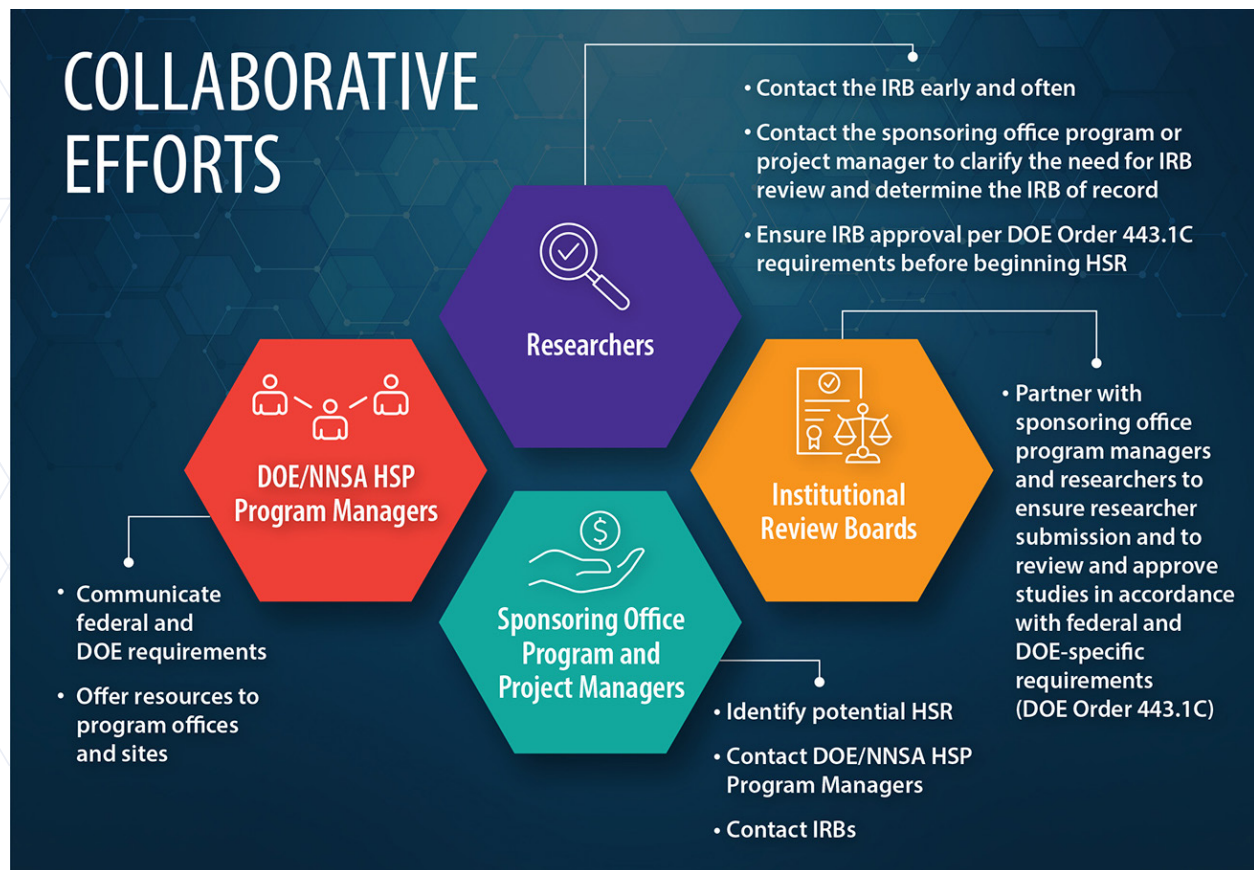 COLLABORATIVE
EFFORTS
• Contact the IRB early and often
• Contact the sponsoring office program or
project manager to clarify the need for IRB
review and determine the IRB of record
• Ensure IRB approval per DOE Order 443.1C
requirements before beginning HSR
Researchers
DOE/NNSA HSP
Program Managers
Institutional
Review Boards
• Partner with
sponsoring office
program managers
and researchers to
ensure researcher
submission and to
review and approve
studies in accordance
with federal and
DOE-specific
requirements
(DOE Order 443.1C)
• Communicate
federal and
DOE requirements
• Offer resources to
program offices
and sites
$
Sponsoring Office
Program and
Project Managers
• Identify potential HSR
• Contact DOE/NNSA HSP
Program Managers
• Contact IRBs